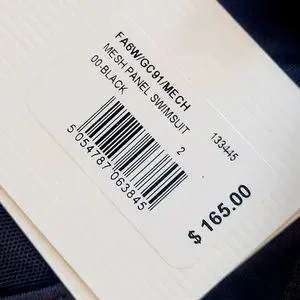 FA6W/GC91/MECH
MESH PANEL SWIMSUIT
00-BLACK
133445
2
5 054787 063845
$ 165.00